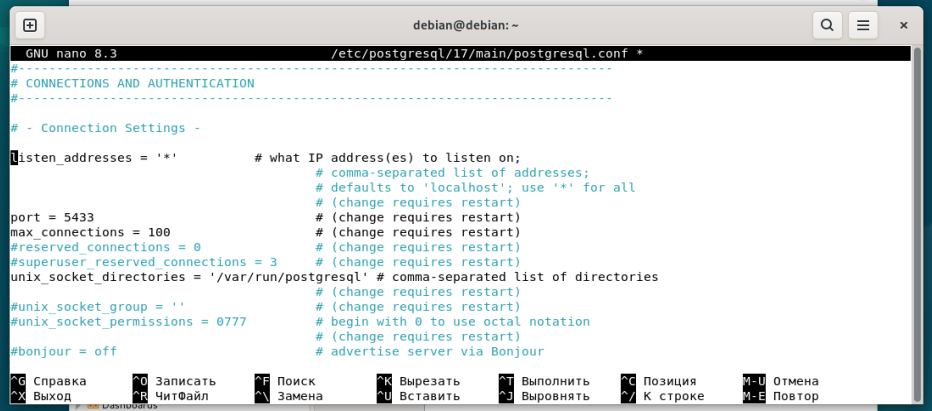 debian@debian: ~
GNU nano 8.3 /etc/postgresql/17/main/postgresql.conf *
#------------------------------------------------------------------------------
# CONNECTIONS AND AUTHENTICATION
#------------------------------------------------------------------------------
# - Connection Settings -
listen_addresses = '*' # what IP address(es) to listen on;
# comma-separated list of addresses;
# defaults to 'localhost'; use '*' for all
# (change requires restart)
port = 5433 # (change requires restart)
max_connections = 100 # (change requires restart)
#reserved_connections = 0 # (change requires restart)
#superuser_reserved_connections = 3 # (change requires restart)
unix_socket_directories = '/var/run/postgresql' # comma-separated list of directories
# (change requires restart)
#unix_socket_group = '' # (change requires restart)
#unix_socket_permissions = 0777 # begin with 0 to use octal notation
# (change requires restart)
#bonjour = off # advertise server via Bonjour
^G Справка ^O Записать ^F Поиск ^K Вырезать ^T Выполнить ^C Позиция M-U Отмена
^X Выход ^R ЧитФайл ^\ Замена ^U Вставить ^J Выровнять ^/ К строке M-E Повтор
Dashboards